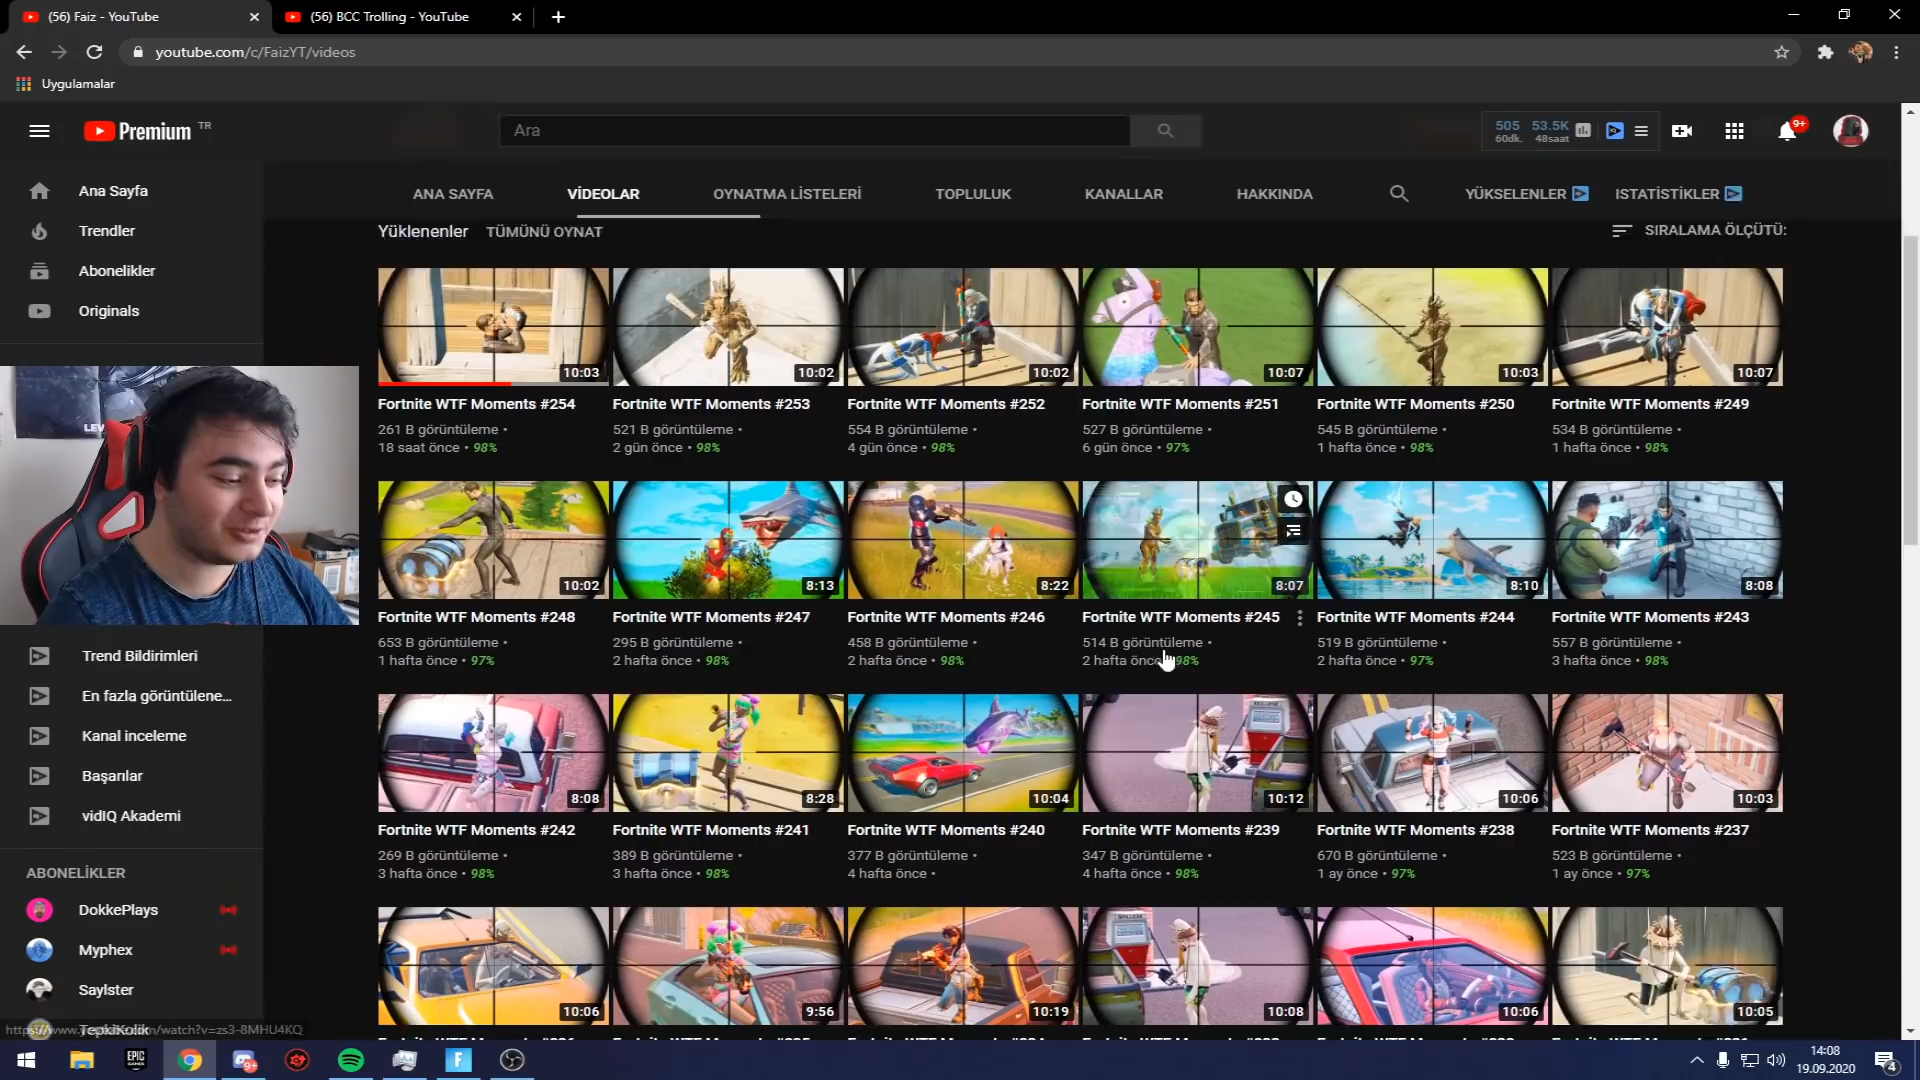 (56) Faiz - YouTube
(56) BCC Trolling - YouTube
youtube.com/c/FaizYT/videos
Uygulamalar
Premium TR
Ara
505 60dk.
53.5K 48saat
9+
Ana Sayfa
Trendler
Abonelikler
Originals
LEV
Trend Bildirimleri
En fazla görüntülene...
Kanal inceleme
Başarılar
vidIQ Akademi
ABONELİKLER
DokkePlays
Myphex
Saylster
TepkiKolik
ANA SAYFA
VİDEOLAR
OYNATMA LİSTELERİ
TOPLULUK
KANALLAR
HAKKINDA
YÜKSELENLER
ISTATİSTİKLER
Yüklenenler
TÜMÜNÜ OYNAT
SIRALAMA ÖLÇÜTÜ:
10:03
10:02
10:02
10:07
10:03
10:07
Fortnite WTF Moments #254
Fortnite WTF Moments #253
Fortnite WTF Moments #252
Fortnite WTF Moments #251
Fortnite WTF Moments #250
Fortnite WTF Moments #249
261 B görüntüleme •
521 B görüntüleme •
554 B görüntüleme •
527 B görüntüleme •
545 B görüntüleme •
534 B görüntüleme •
18 saat önce • 98%
2 gün önce • 98%
4 gün önce • 98%
6 gün önce • 97%
1 hafta önce • 98%
1 hafta önce • 98%
10:02
8:13
8:22
8:07
8:10
8:08
Fortnite WTF Moments #248
Fortnite WTF Moments #247
Fortnite WTF Moments #246
Fortnite WTF Moments #245
Fortnite WTF Moments #244
Fortnite WTF Moments #243
653 B görüntüleme •
295 B görüntüleme •
458 B görüntüleme •
514 B görüntüleme •
519 B görüntüleme •
557 B görüntüleme •
1 hafta önce • 97%
2 hafta önce • 98%
2 hafta önce • 98%
2 hafta önce 98%
2 hafta önce • 97%
3 hafta önce • 98%
8:08
8:28
10:04
10:12
10:06
10:03
Fortnite WTF Moments #242
Fortnite WTF Moments #241
Fortnite WTF Moments #240
Fortnite WTF Moments #239
Fortnite WTF Moments #238
Fortnite WTF Moments #237
269 B görüntüleme •
389 B görüntüleme •
377 B görüntüleme •
347 B görüntüleme •
670 B görüntüleme •
523 B görüntüleme •
3 hafta önce • 98%
3 hafta önce • 98%
4 hafta önce •
4 hafta önce • 98%
1 ay önce • 97%
1 ay önce • 97%
10:06
9:56
10:19
10:08
10:06
10:05
EPIC GAMES
9+
14:08
19.09.2020
4